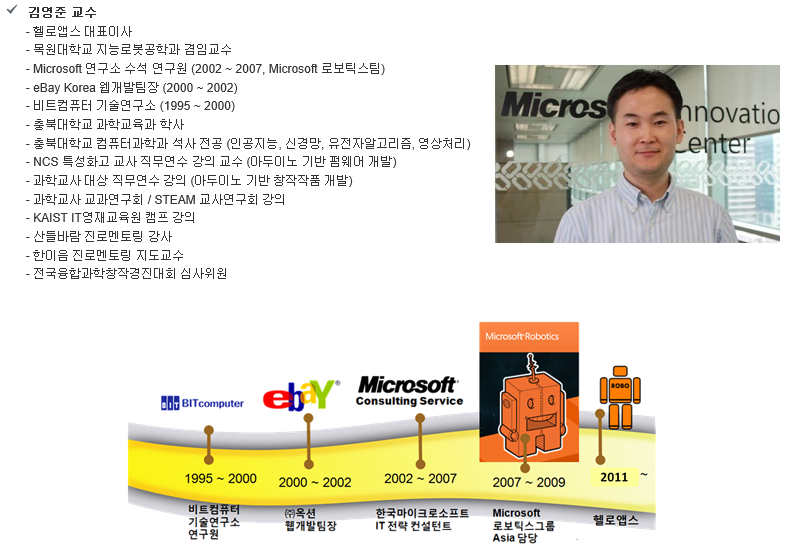 ✓ 김영준 교수
- 헬로앱스 대표이사
- 목원대학교 지능로봇공학과 겸임교수
- Microsoft 연구소 수석 연구원 (2002 ~ 2007, Microsoft 로보틱스팀)
- eBay Korea 웹개발팀장 (2000 ~ 2002)
- 비트컴퓨터 기술연구소 (1995 ~ 2000)
- 충북대학교 과학교육과 학사
- 충북대학교 컴퓨터과학과 석사 전공 (인공지능, 신경망, 유전자알고리즘, 영상처리)
- NCS 특성화고 교사 직무연수 강의 교수 (아두이노 기반 펌웨어 개발)
- 과학교사 대상 직무연수 강의 (아두이노 기반 창작작품 개발)
- 과학교사 교과연구회 / STEAM 교사연구회 강의
- KAIST IT영재교육원 캠프 강의
- 산들바람 진로멘토링 강사
- 한이음 진로멘토링 지도교수
- 전국융합과학창작경진대회 심사위원
Micros nnovatio
Center
BIT BITcomputer
ebaY®
Microsoft
Consulting Service
Microsoft Robotics
ROBO
1995 ~ 2000
2000 ~ 2002
2002 ~ 2007
2007 ~ 2009
2011 ~
비트컴퓨터
기술연구소
연구원
㈜옥션
웹개발팀장
한국마이크로소프트
IT 전략 컨설턴트
Microsoft
로보틱스그룹
Asia 담당
헬로앱스